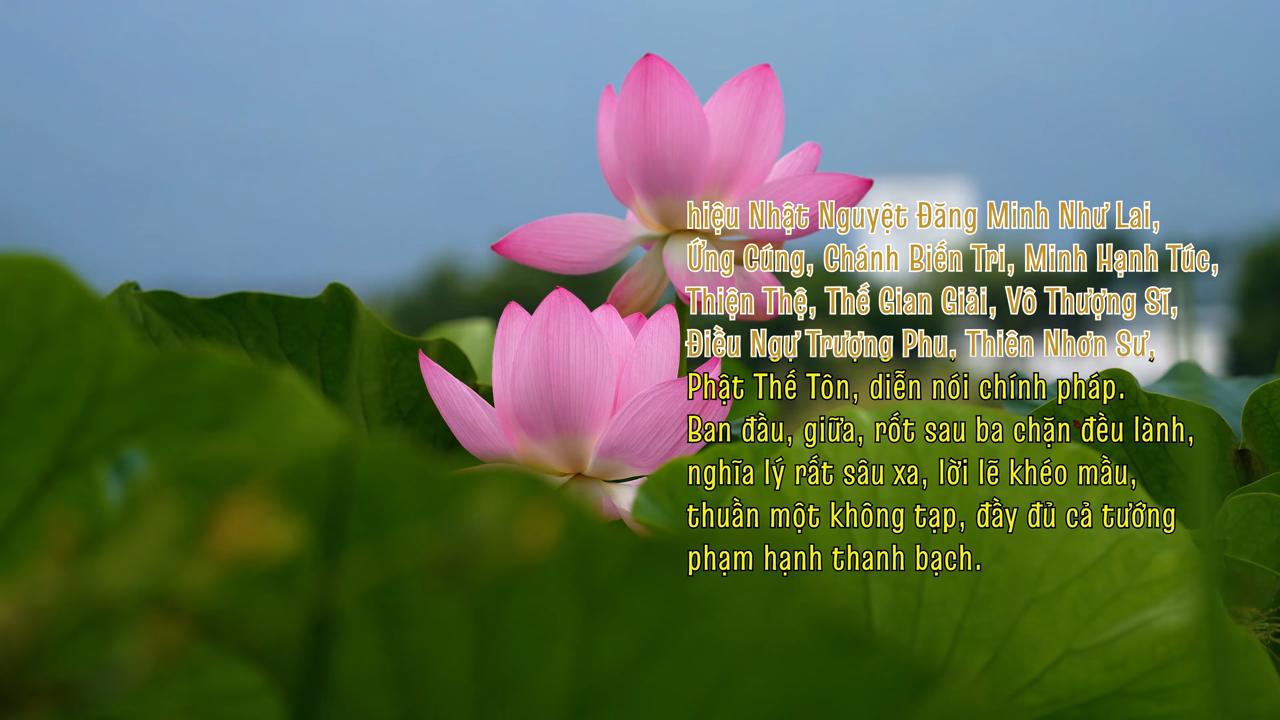 hiệu Nhật Nguyệt Đăng Minh Như Lai,
Ứng Cúng, Chánh Biến Tri, Minh Hạnh Túc,
Thiện Thệ, Thế Gian Giải, Vô Thượng Sĩ,
Điều Ngự Trượng Phu, Thiên Nhơn Sư,
Phật Thế Tôn, diễn nói chính pháp.
Ban đầu, giữa, rốt sau ba chặn đều lành,
nghĩa lý rất sâu xa, lời lẽ khéo mầu,
thuần một không tạp, đầy đủ cả tướng
phạm hạnh thanh bạch.